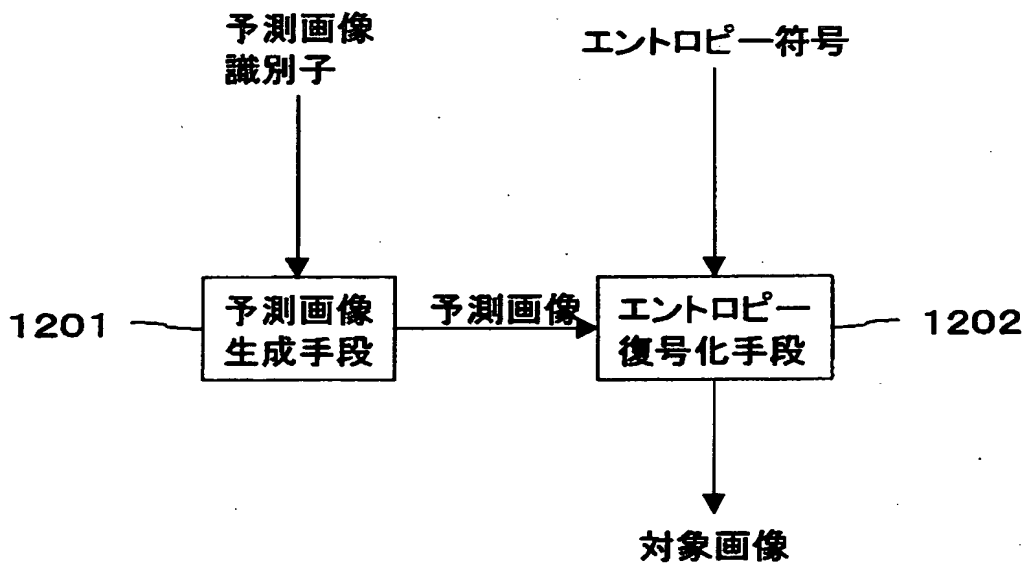 予測画像
識別子
エントロピー符号
1201
予測画像
生成手段
予測画像
エントロピー
復号化手段
1202
対象画像